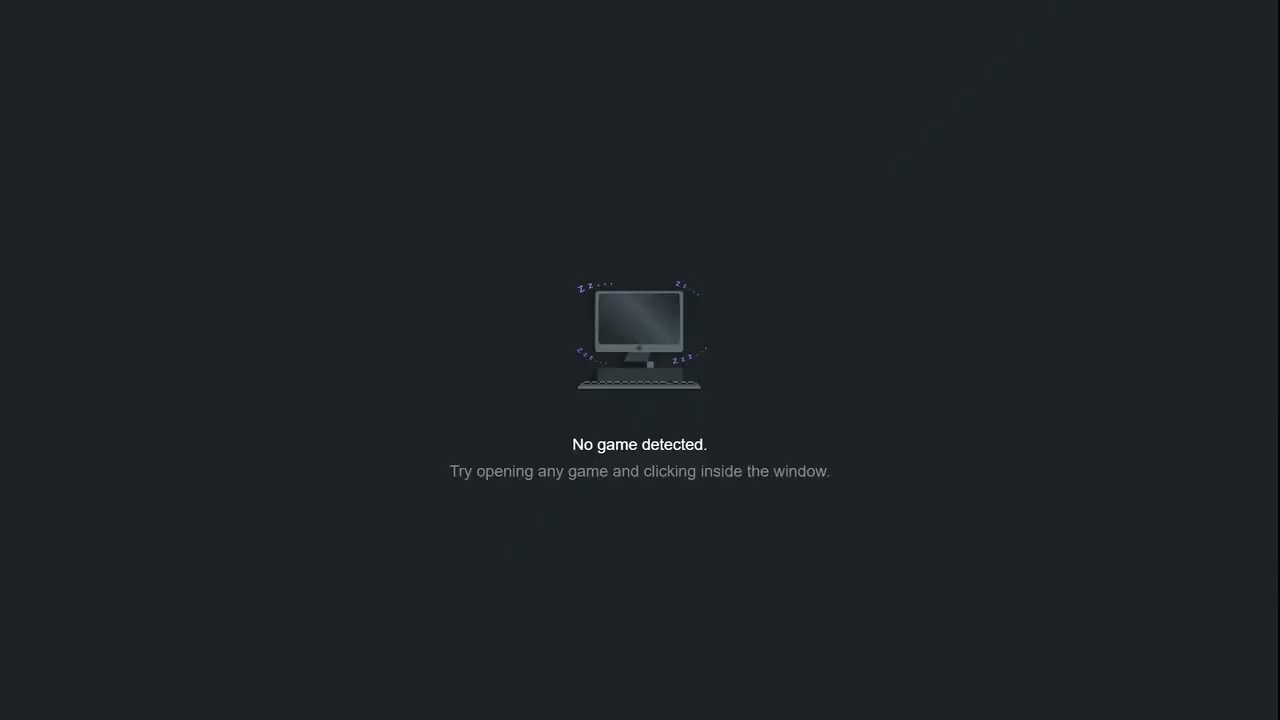 No game detected.
Try opening any game and clicking inside the window.